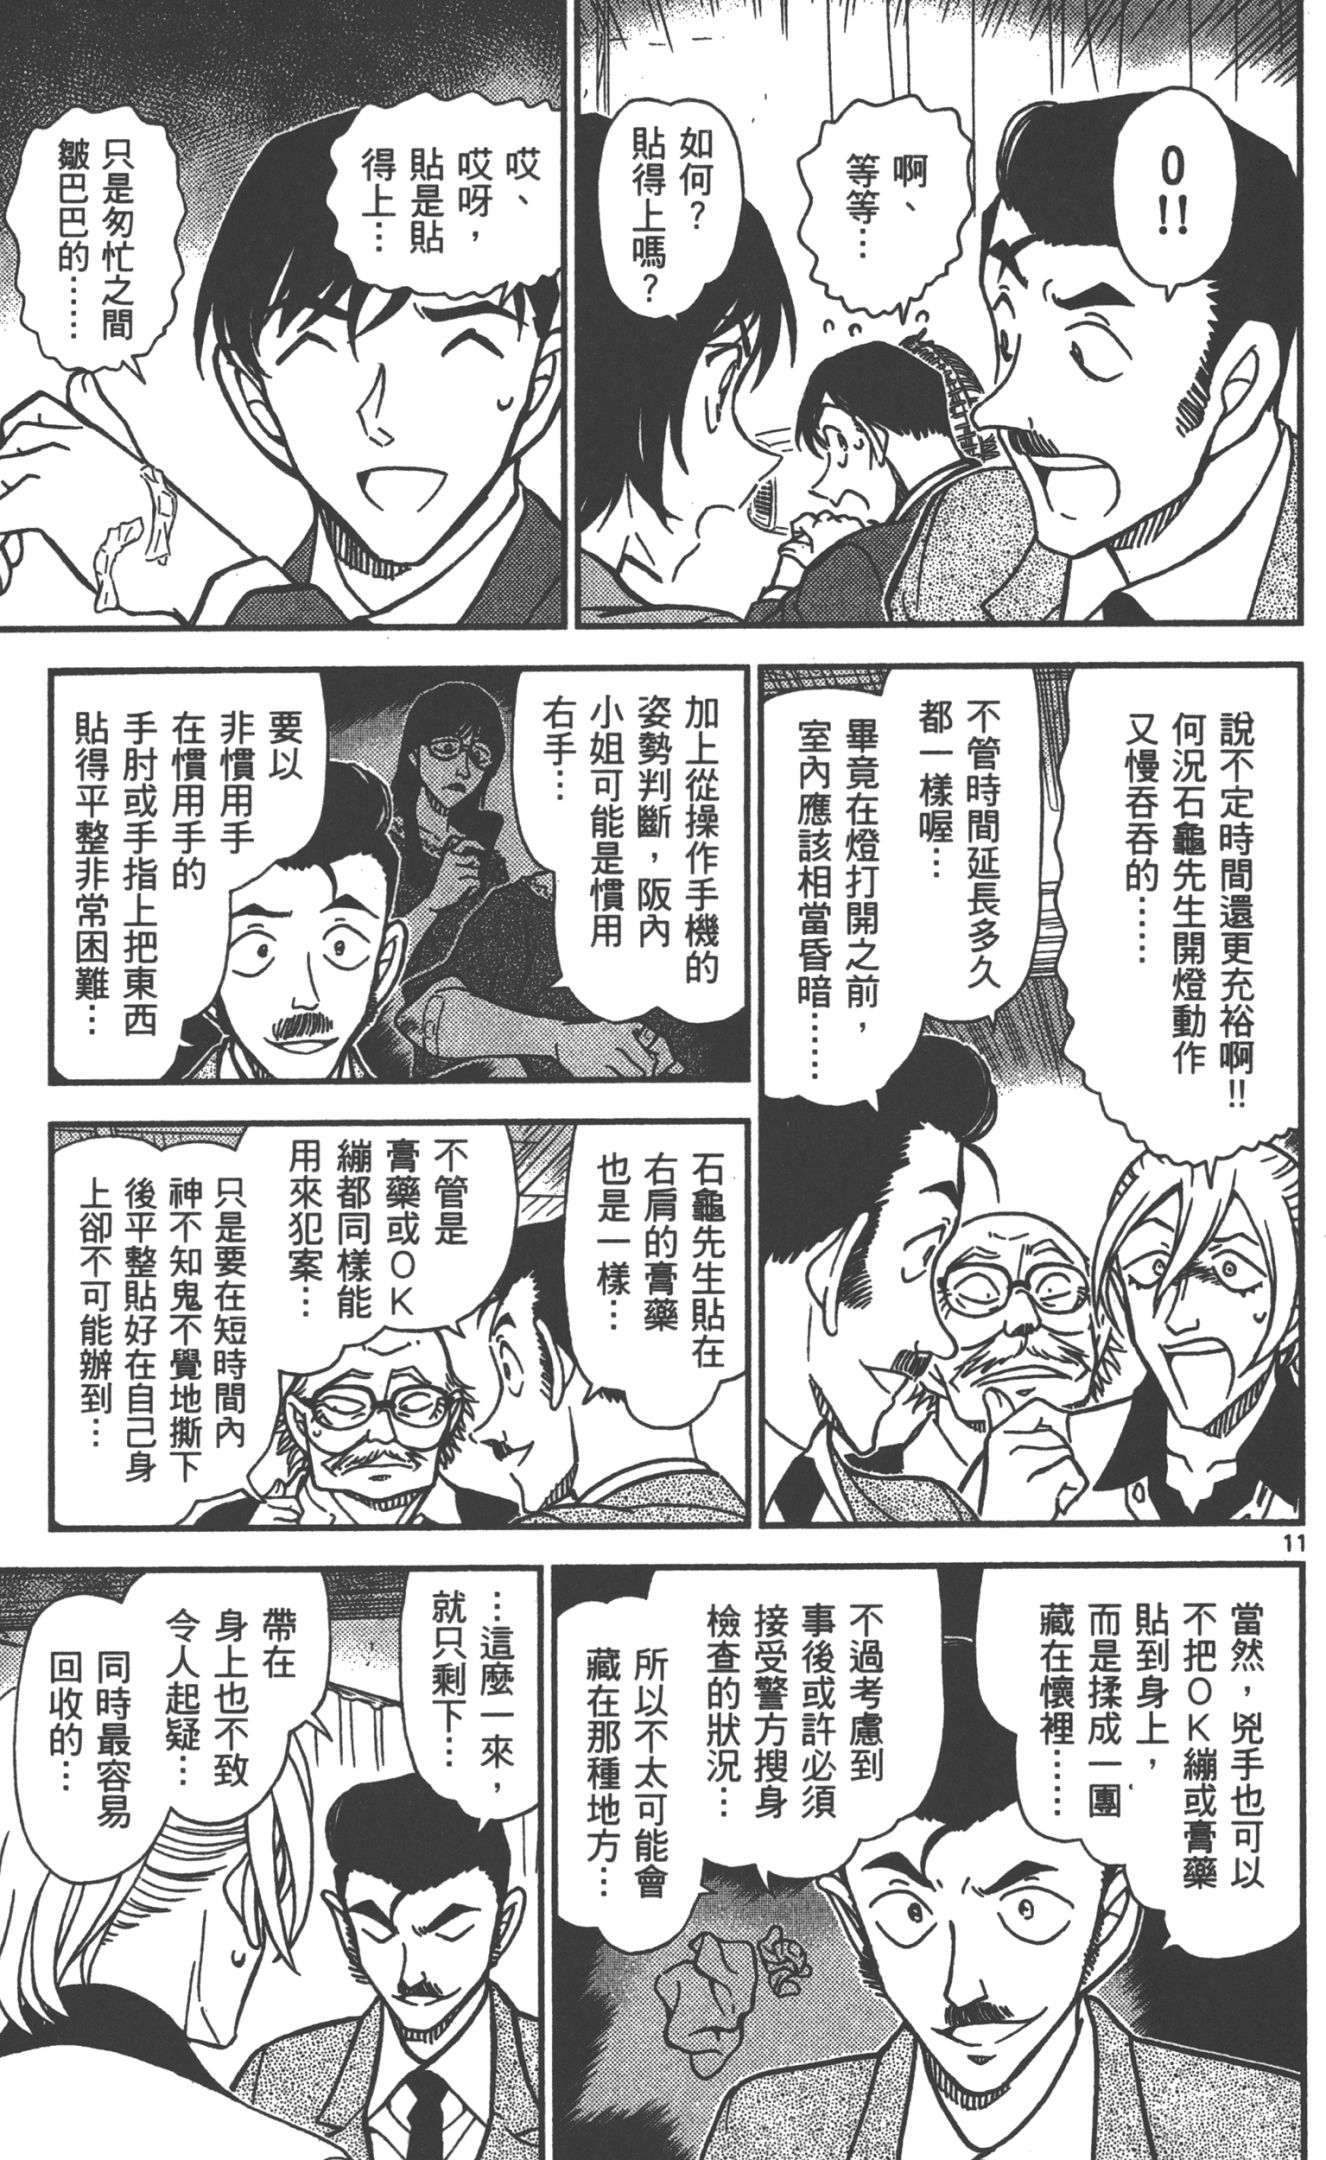 0!!
啊、
等等…
如何?
貼得上嗎?
哎、
哎呀,
貼是貼
得上…
只是匆忙之間
皺巴巴的……
說不定時間還更充裕啊!!
何況石龜先生開燈動作
又慢吞吞的……
不管時間延長多久
都一樣喔…
畢竟在燈打開之前,
室內應該相當昏暗……
加上從操作手機的
姿勢判斷,阪內
小姐可能是慣用
右手…
要以
非慣用手
在慣用手的
手肘或手指上把東西
貼得平整非常困難…
石龜先生貼在
右肩的膏藥
也是一樣…
不管是
膏藥或OK
繃都同樣能
用來犯案…
只是要在短時間內
神不知鬼不覺地撕下
後平整貼好在自己身
上卻不可能辦到…
11
當然,兇手也可以
不把OK繃或膏藥
貼到身上,
而是揉成一團
藏在懷裡……
不過考慮到
事後或許必須
接受警方搜身
檢查的狀況…
所以不太可能會
藏在那種地方…
…這麼一來,
就只剩下…
帶在
身上也不致
令人起疑…
同時最容易
回收的…